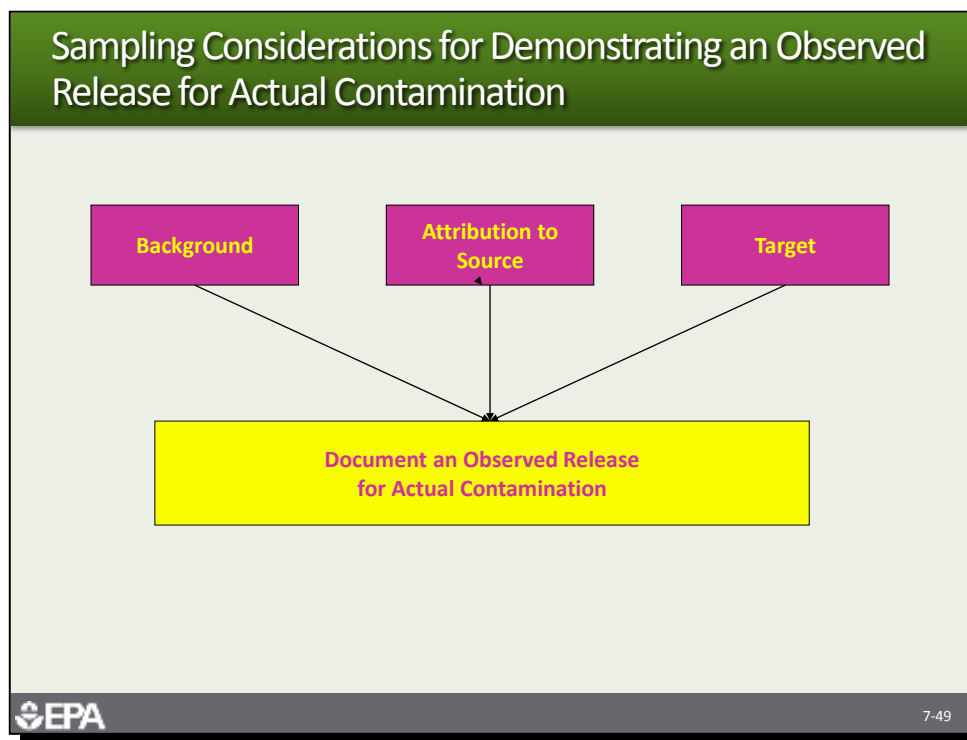 Sampling Considerations for Demonstrating an Observed
Release for Actual Contamination
Background
Attribution to
Source
Target
Document an Observed Release
for Actual Contamination
EPA
7-49